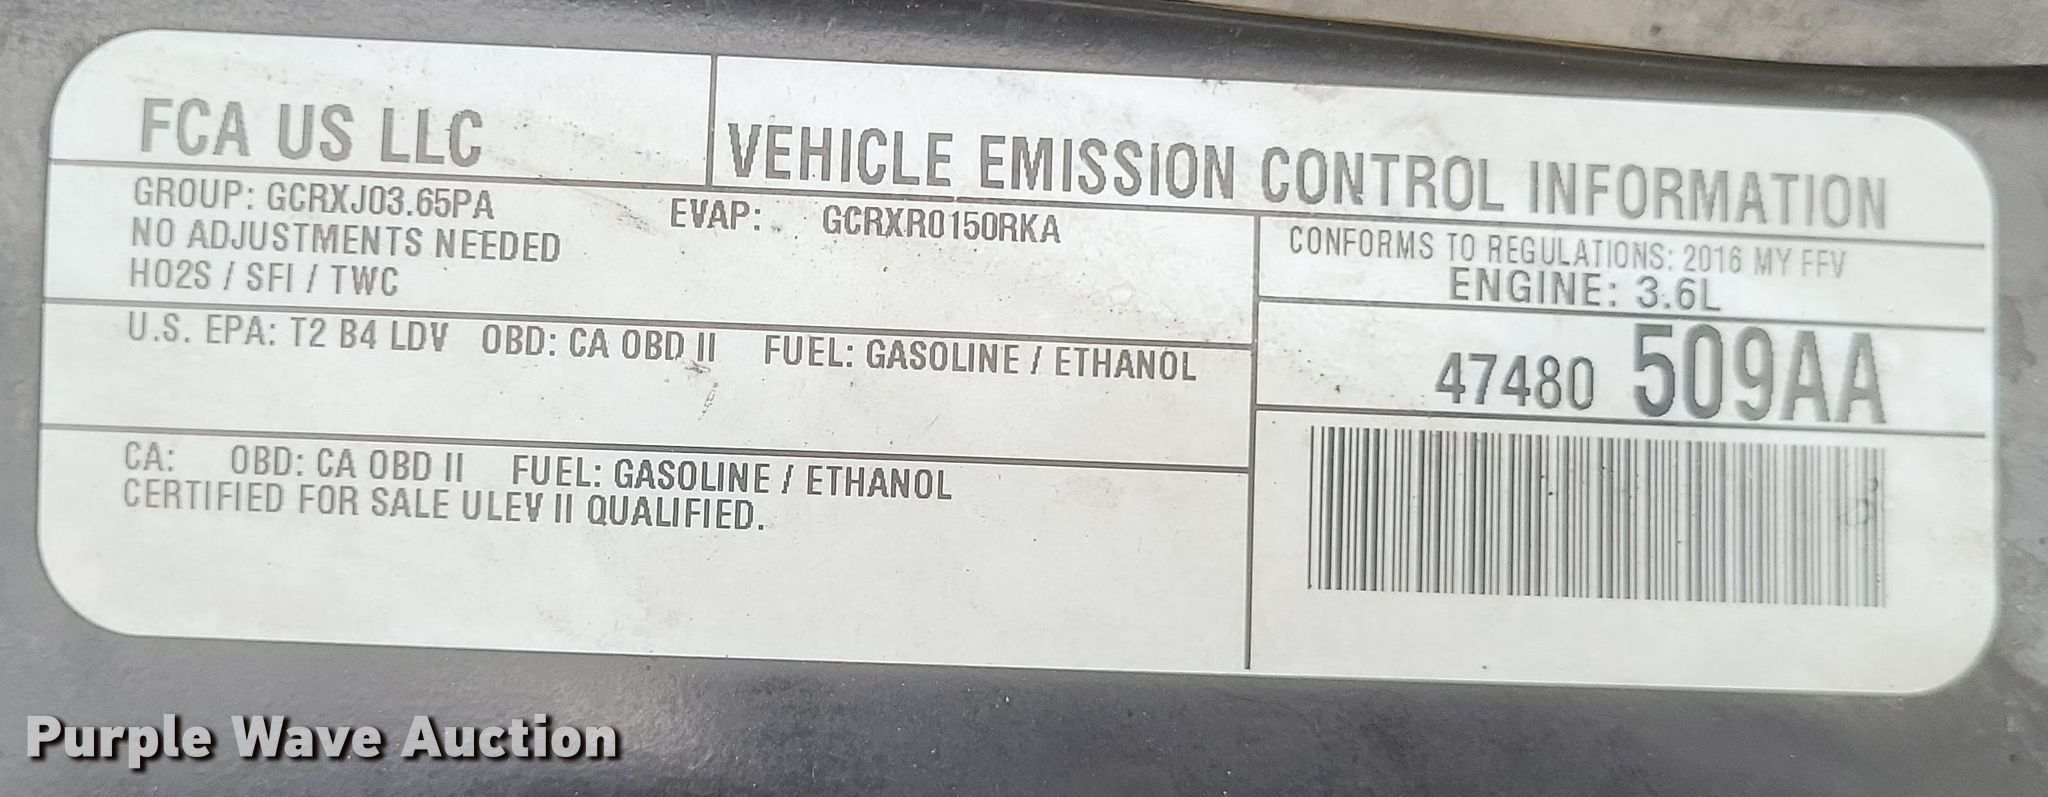 FCA US LLC
VEHICLE EMISSION CONTROL INFORMATION
GROUP: GCRXJ03.65PA EVAP: GCRXR0150RKA
NO ADJUSTMENTS NEEDED
HO2S / SFI / TWC
CONFORMS TO REGULATIONS: 2016 MY FFV
ENGINE: 3.6L
U.S. EPA: T2 B4 LDV OBD: CA OBD II FUEL: GASOLINE / ETHANOL
47480 509AA
CA: OBD: CA OBD II FUEL: GASOLINE / ETHANOL
CERTIFIED FOR SALE ULEV II QUALIFIED.
Purple Wave Auction